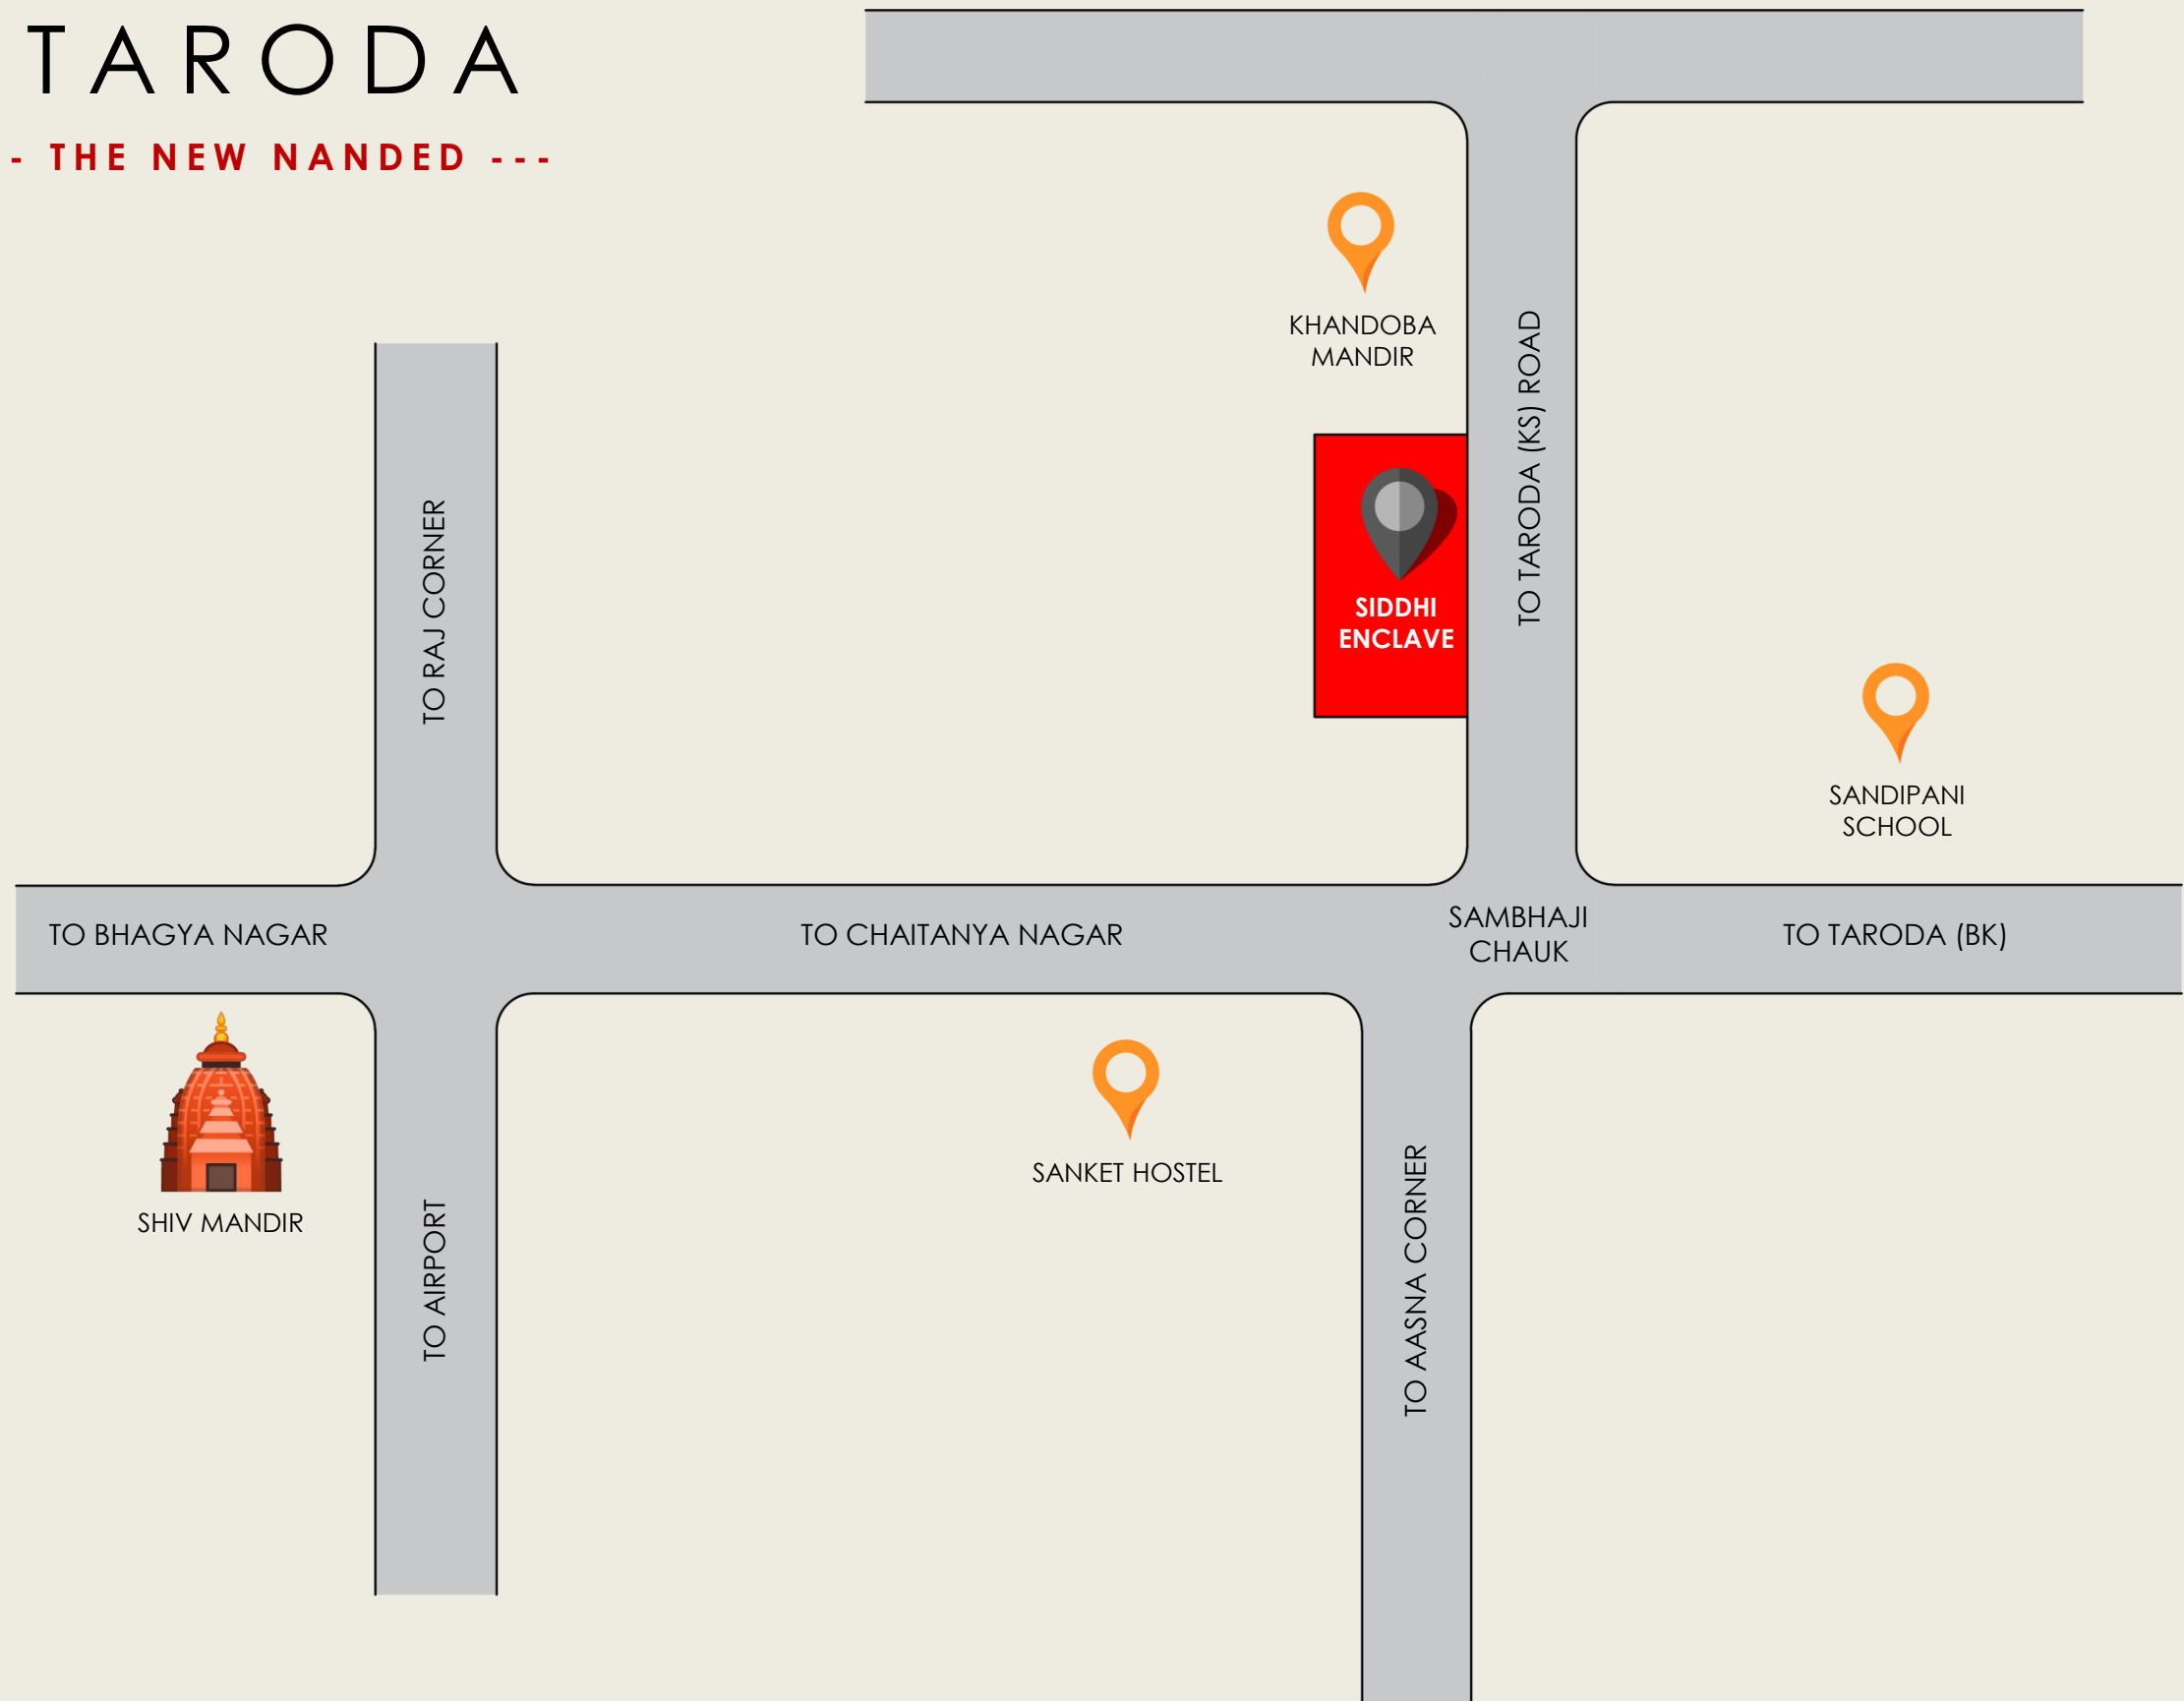 TARODA
- THE NEW NANDED ---
KHANDOBA
MANDIR
TO TARODA (KS) ROAD
TO RAJ CORNER
SIDDHI
ENCLAVE
SANDIPANI
SCHOOL
TO BHAGYA NAGAR
TO CHAITANYA NAGAR
SAMBHAJI
CHAUK
TO TARODA (BK)
SHIV MANDIR
SANKET HOSTEL
TO AIRPORT
TO AASNA CORNER